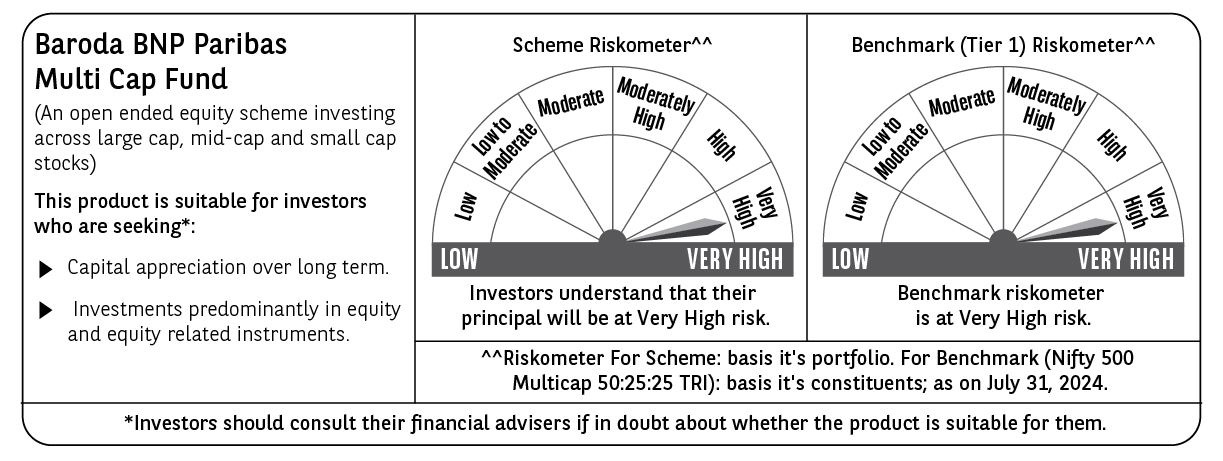 Baroda BNP Paribas
Multi Cap Fund
(An open ended equity scheme investing
across large cap, mid-cap and small cap
stocks)
This product is suitable for investors
who are seeking*:
Capital appreciation over long term.
Investments predominantly in equity
and equity related instruments.
Scheme Riskometer^^
Low
Low to
Moderate
Moderate
Moderately
High
High
Very
High
LOW
VERY HIGH
Investors understand that their
principal will be at Very High risk.
Benchmark (Tier 1) Riskometer^^
Low
Low to
Moderate
Moderate
Moderately
High
High
Very
High
LOW
VERY HIGH
Benchmark riskometer
is at Very High risk.
^^Riskometer For Scheme: basis it's portfolio. For Benchmark (Nifty 500
Multicap 50:25:25 TRI): basis it's constituents; as on July 31, 2024.
*Investors should consult their financial advisers if in doubt about whether the product is suitable for them.